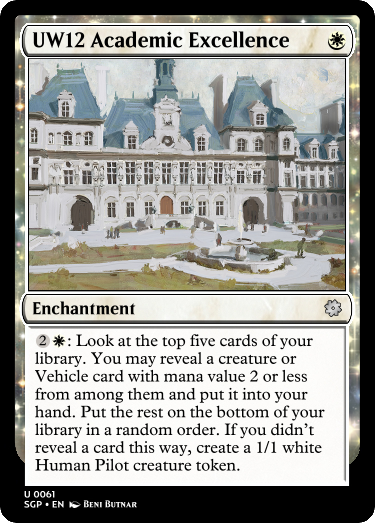 UW12 Academic Excellence
Enchantment
2 : Look at the top five cards of your
library. You may reveal a creature or
Vehicle card with mana value 2 or less
from among them and put it into your
hand. Put the rest on the bottom of your
library in a random order. If you didn't
reveal a card this way, create a 1/1 white
Human Pilot creature token.
U 0061
SGP • EN Beni Butnar